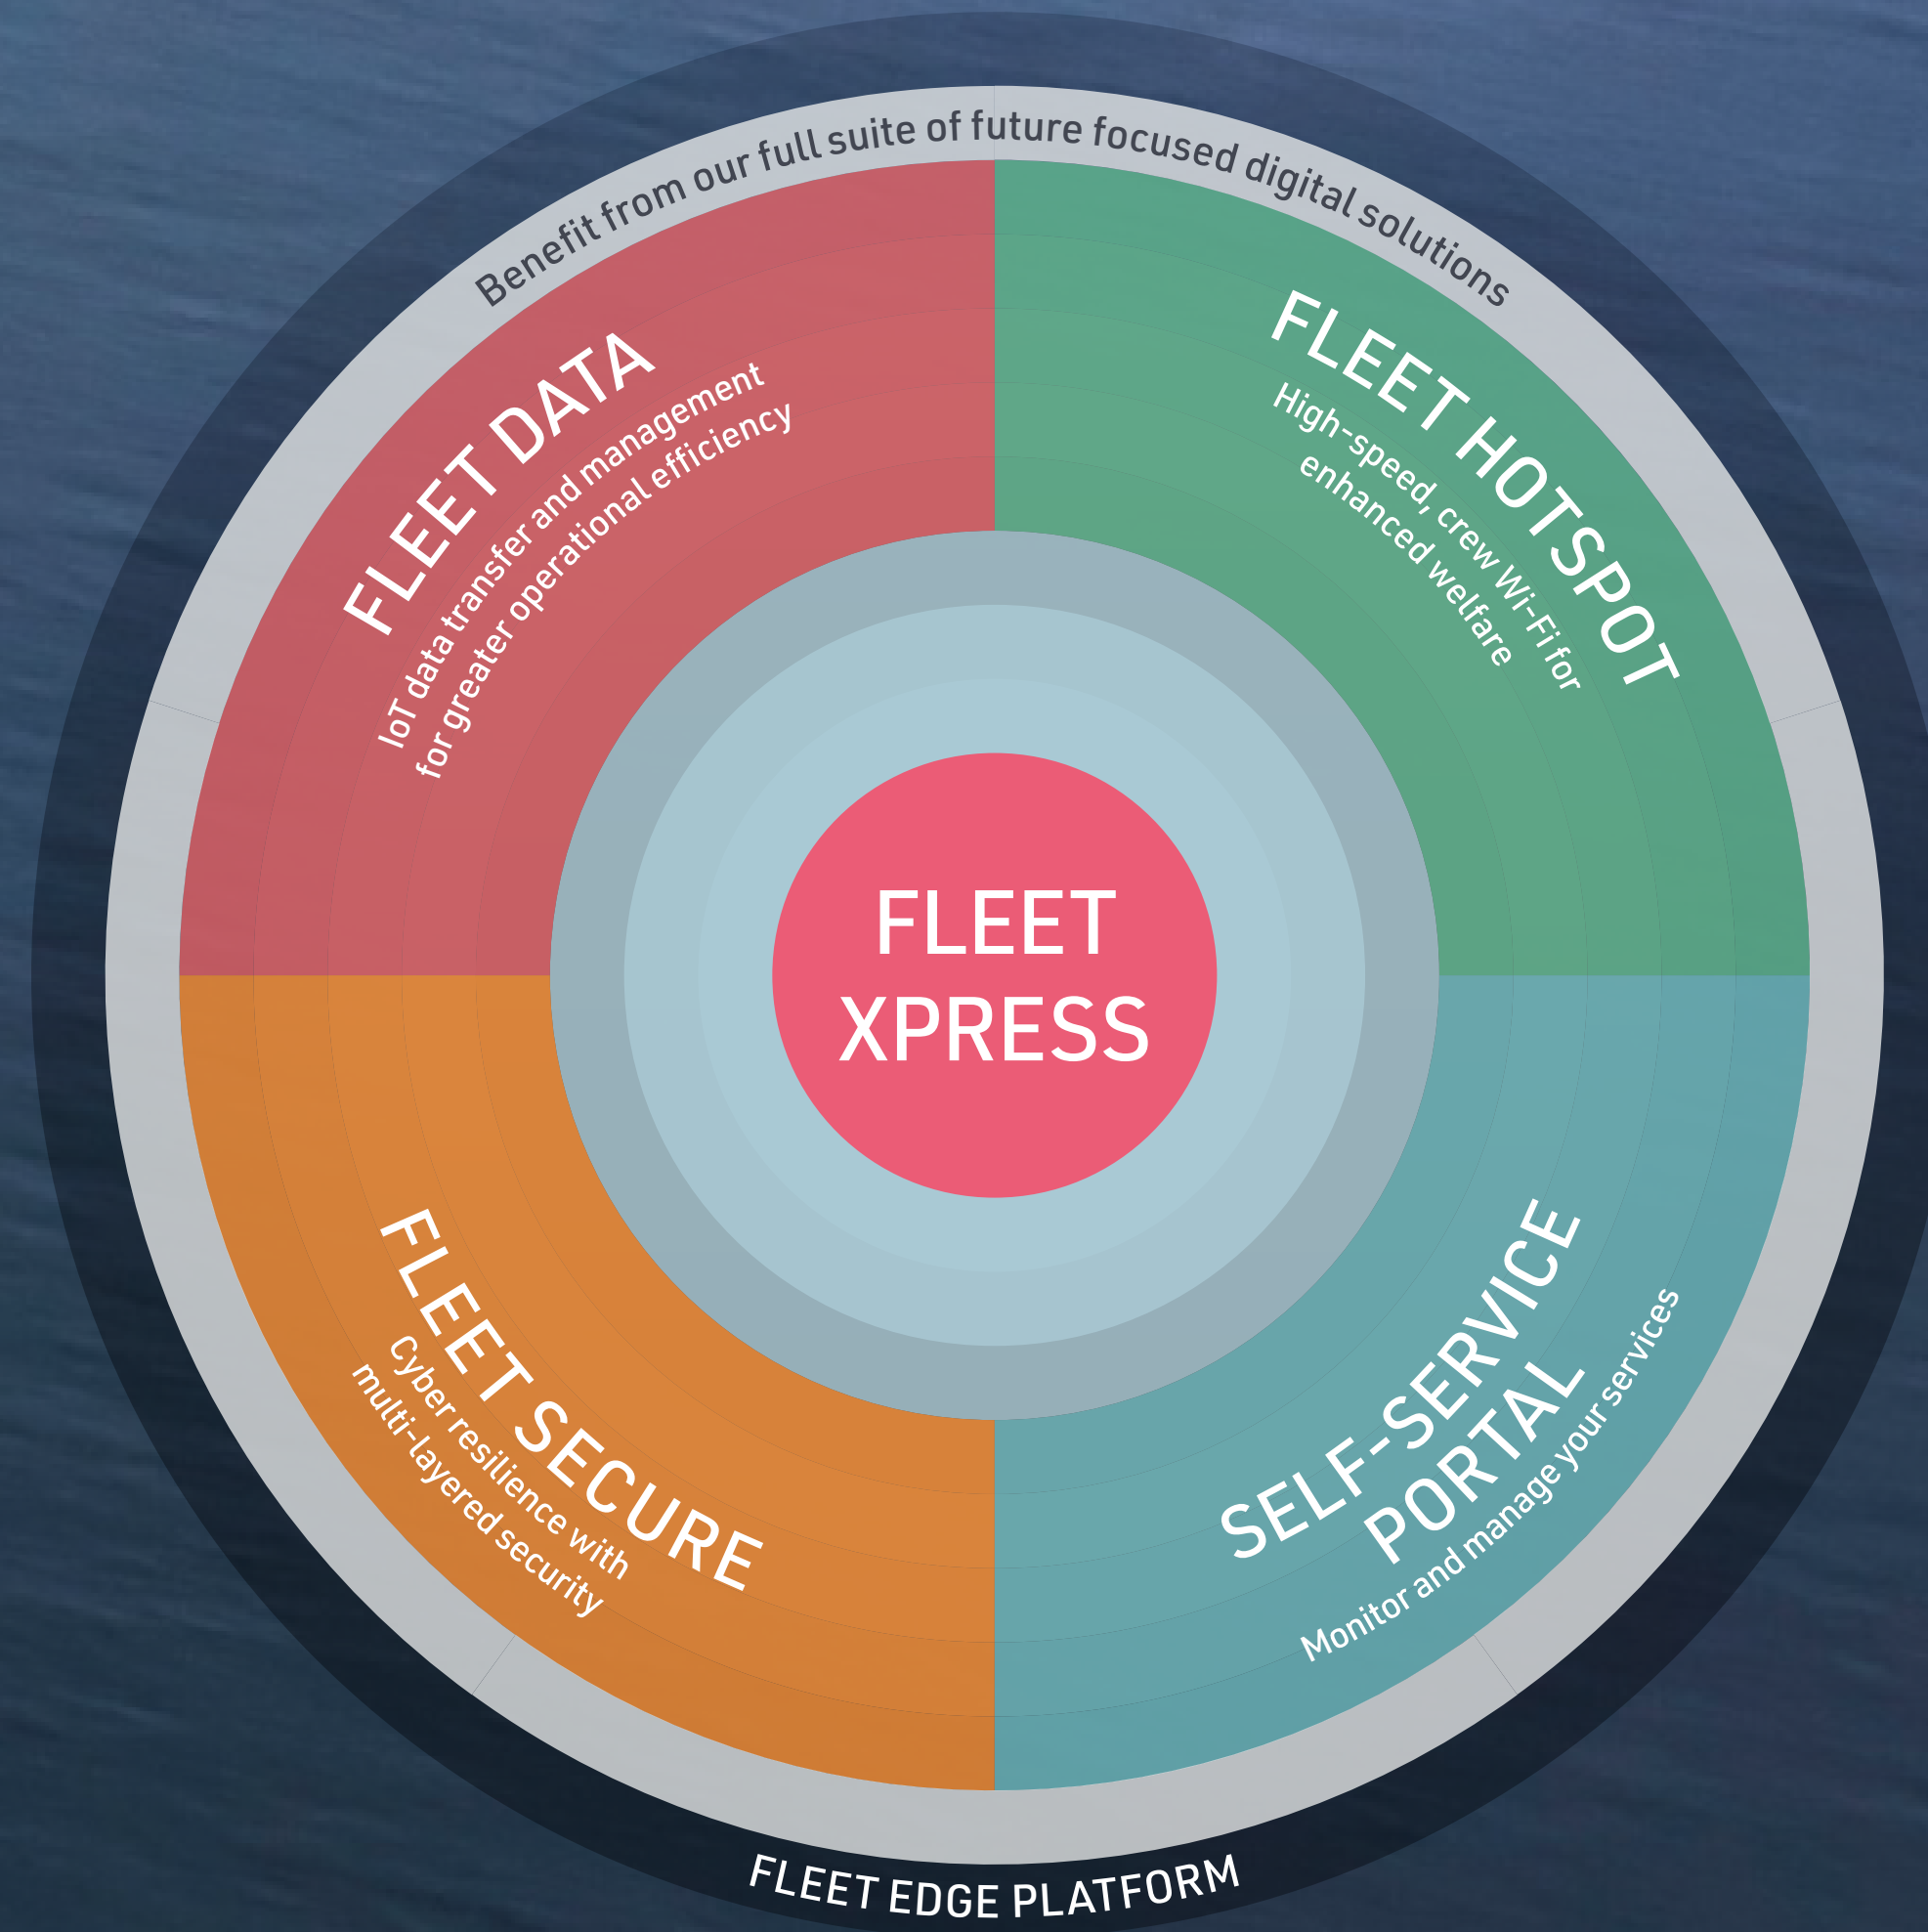 Benefit from our full suite of future focused digital solutions
FLEET DATA
IoT data transfer and management
for greater operational efficiency
FLEET HOTSPOT
High-speed, crew Wi-Fi for
enhanced welfare
FLEET
XPRESS
FLEET SECURE
Cyber resilience with
multi-layered security
SELF-SERVICE
PORTAL
Monitor and manage your services
FLEET EDGE PLATFORM